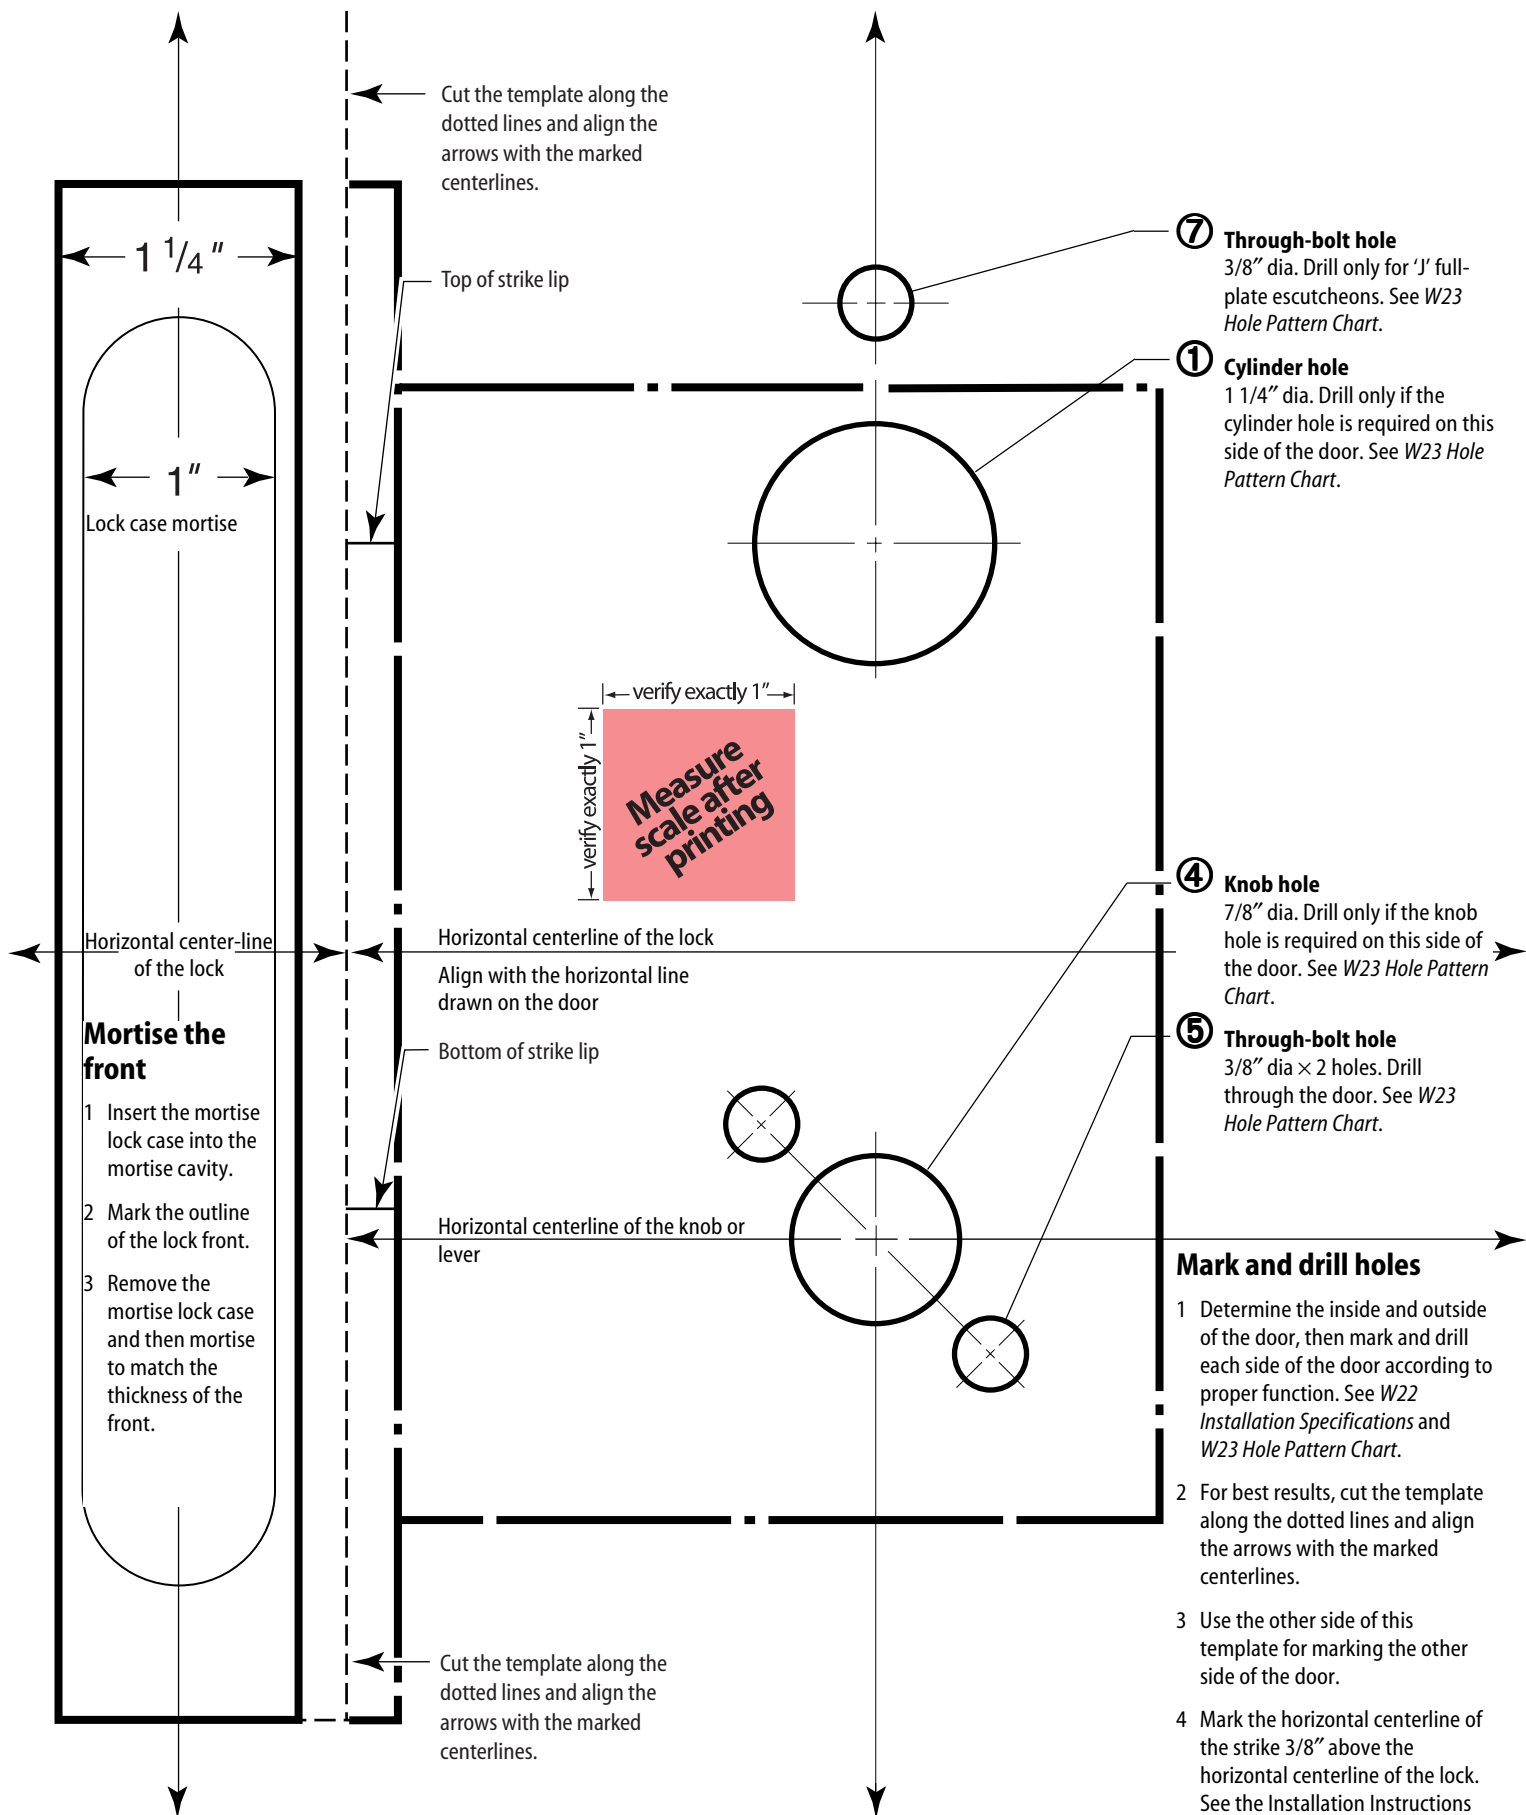 Cut the template along the
dotted lines and align the
arrows with the marked
centerlines.
1 1/4 ″
Top of strike lip
⑦ Through-bolt hole
3/8″ dia. Drill only for ‘J’ full-
plate escutcheons. See W23
Hole Pattern Chart.
① Cylinder hole
1 1/4″ dia. Drill only if the
cylinder hole is required on this
side of the door. See W23 Hole
Pattern Chart.
1″
Lock case mortise
verify exactly 1″
verify exactly 1″
Measure
scale after
printing
④ Knob hole
7/8″ dia. Drill only if the knob
hole is required on this side of
the door. See W23 Hole Pattern
Chart.
Horizontal center-line
of the lock
Horizontal centerline of the lock
Align with the horizontal line
drawn on the door
⑤ Through-bolt hole
3/8″ dia × 2 holes. Drill
through the door. See W23
Hole Pattern Chart.
Bottom of strike lip
Mortise the
front
1 Insert the mortise
lock case into the
mortise cavity.
2 Mark the outline
of the lock front.
3 Remove the
mortise lock case
and then mortise
to match the
thickness of the
front.
Horizontal centerline of the knob or
lever
Mark and drill holes
1 Determine the inside and outside
of the door, then mark and drill
each side of the door according to
proper function. See W22
Installation Specifications and
W23 Hole Pattern Chart.
2 For best results, cut the template
along the dotted lines and align
the arrows with the marked
centerlines.
3 Use the other side of this
template for marking the other
side of the door.
4 Mark the horizontal centerline of
the strike 3/8″ above the
horizontal centerline of the lock.
See the Installation Instructions
Cut the template along the
dotted lines and align the
arrows with the marked
centerlines.